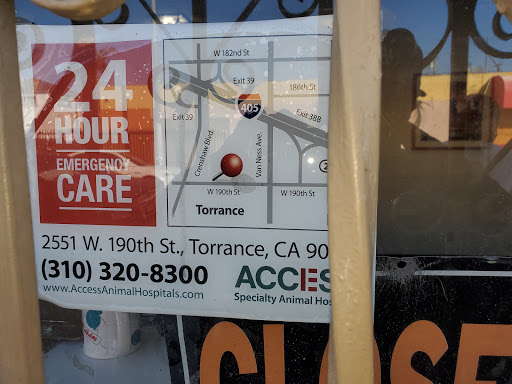 24
HOUR
EMERGENCY
CARE
W 182nd St
Exit 39
186th St
405
Exit 39
Exit 38B
Crenshaw Blvd.
Van Ness Ave.
W 190th St
W 190th St
Torrance
2551 W. 190th St., Torrance, CA 90
(310) 320-8300
ACCES
www.AccessAnimalHospitals.com
Specialty Animal Hos
CLOSE